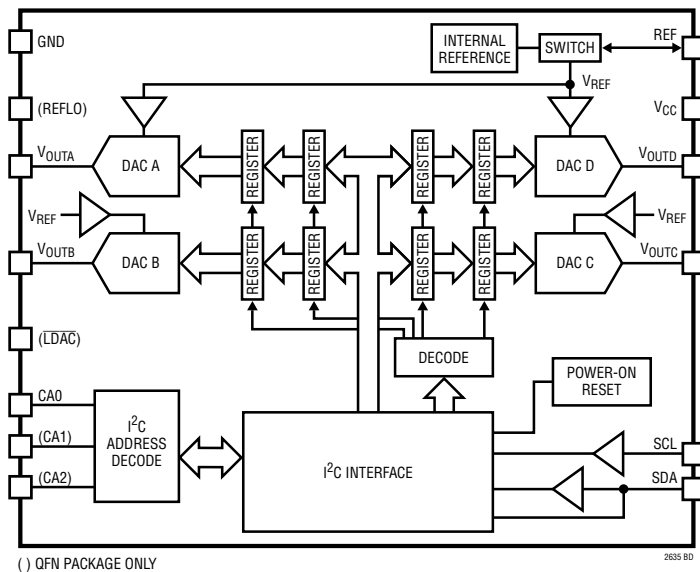 GND
INTERNAL
REFERENCE
SWITCH
REF
VREF
(REFLO)
VCC
VOUTA
DAC A
REGISTER
REGISTER
REGISTER
REGISTER
DAC D
VOUTD
VREF
VREF
VOUTB
DAC B
REGISTER
REGISTER
REGISTER
REGISTER
DAC C
VOUTC
(LDAC)
DECODE
POWER-ON
RESET
CA0
(CA1)
(CA2)
I2C
ADDRESS
DECODE
I2C INTERFACE
SCL
SDA
( ) QFN PACKAGE ONLY
2635 BD